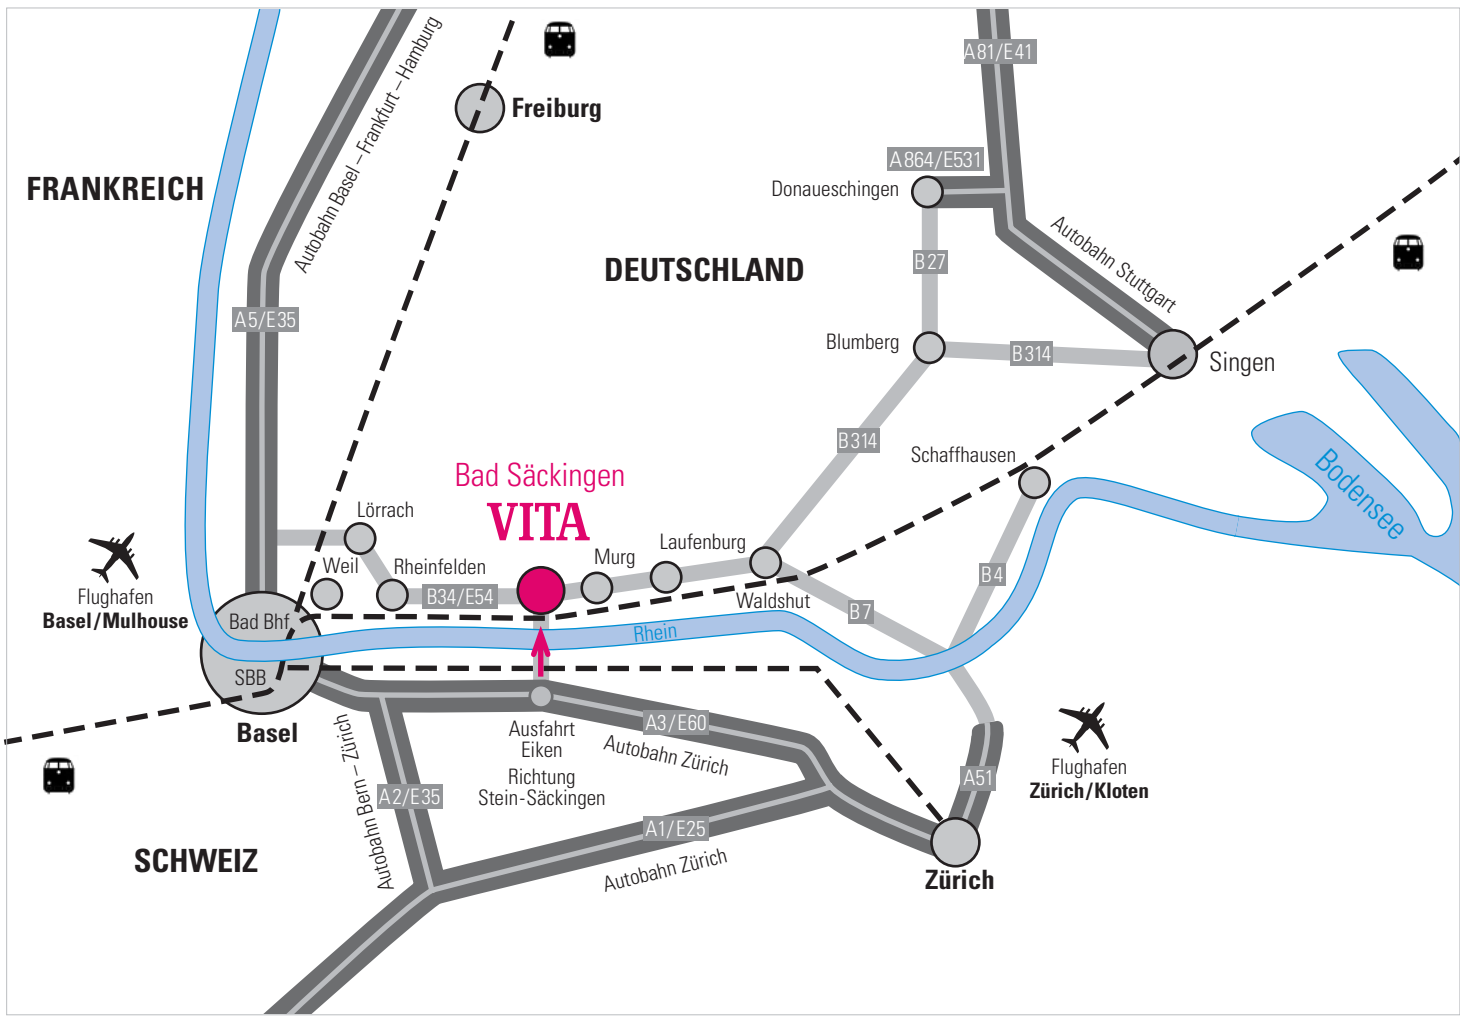 Autobahn Basel – Frankfurt – Hamburg
A81/E41
Freiburg
A864/E531
FRANKREICH
Donaueschingen
Autobahn Stuttgart
B27
DEUTSCHLAND
A5/E35
Blumberg
B314
Singen
B314
Schaffhausen
Bodensee
Bad Säckingen
VITA
Lörrach
Laufenburg
Murg
Weil
Rheinfelden
B34/E54
Waldshut
B4
B7
Flughafen
Basel/Mulhouse
Bad Bhf
Rhein
SBB
Basel
Autobahn Bern – Zürich
Ausfahrt
Eiken
Richtung
Stein-Säckingen
A3/E60
Autobahn Zürich
A2/E35
A51
Flughafen
Zürich/Kloten
A1/E25
Autobahn Zürich
SCHWEIZ
Zürich